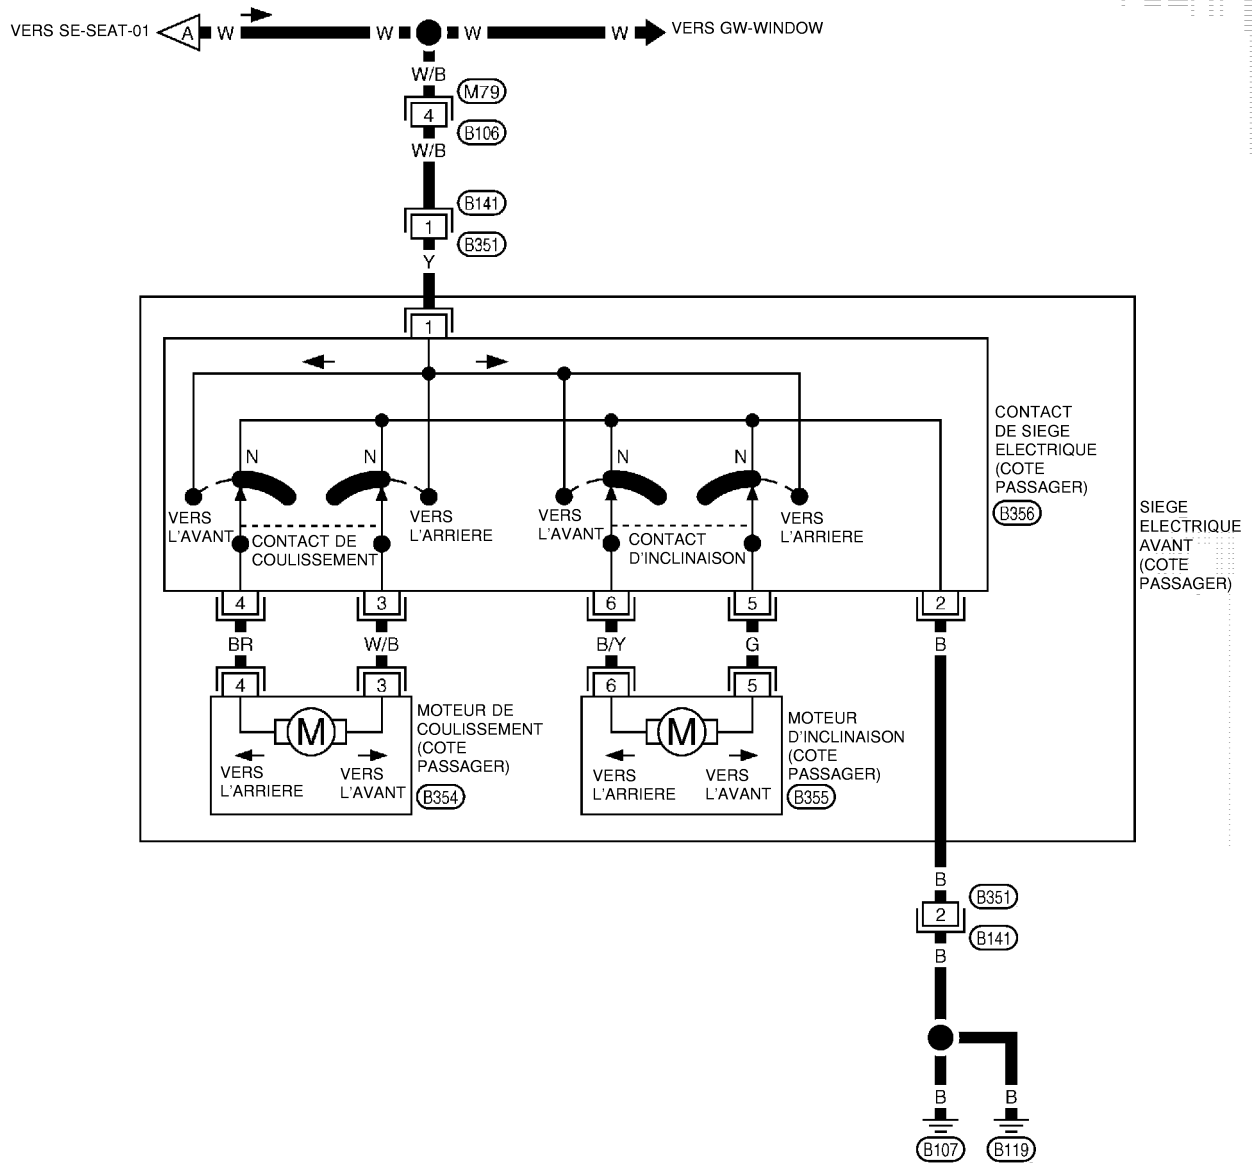 VERS SE-SEAT-01 A W W W W VERS GW-WINDOW
W/B
M79
4
B106
W/B
B141
1
B351
Y
1
CONTACT
DE SIEGE
ELECTRIQUE
(COTE
PASSAGER)
B356
N N N N
VERS
L'AVANT
CONTACT DE
COULISSEMENT
VERS
L'ARRIERE
VERS
L'AVANT
CONTACT
D'INCLINAISON
VERS
L'ARRIERE
SIEGE
ELECTRIQUE
AVANT
(COTE
PASSAGER)
4 3 6 5 2
BR W/B B/Y G B
4 3 6 5
M
VERS
L'ARRIERE
VERS
L'AVANT
MOTEUR DE
COULISSEMENT
(COTE
PASSAGER)
B354
M
VERS
L'ARRIERE
VERS
L'AVANT
MOTEUR
D'INCLINAISON
(COTE
PASSAGER)
B355
B
B351
2
B141
B
B B
B107 B119